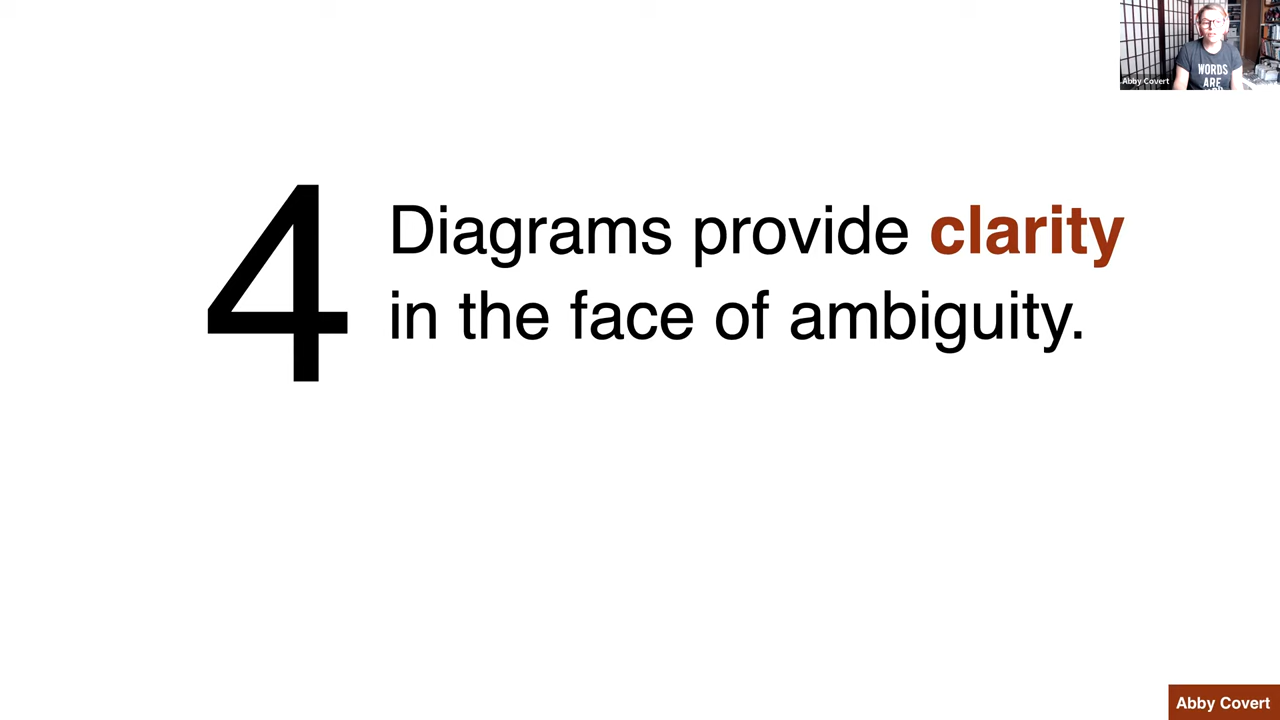 Abby Covert
WORDS
ARE
4
Diagrams provide clarity
in the face of ambiguity.
Abby Covert